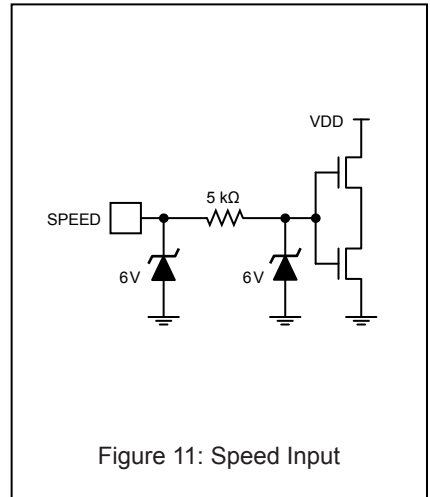 VDD
5 kΩ
SPEED
6V
6V
Figure 11: Speed Input